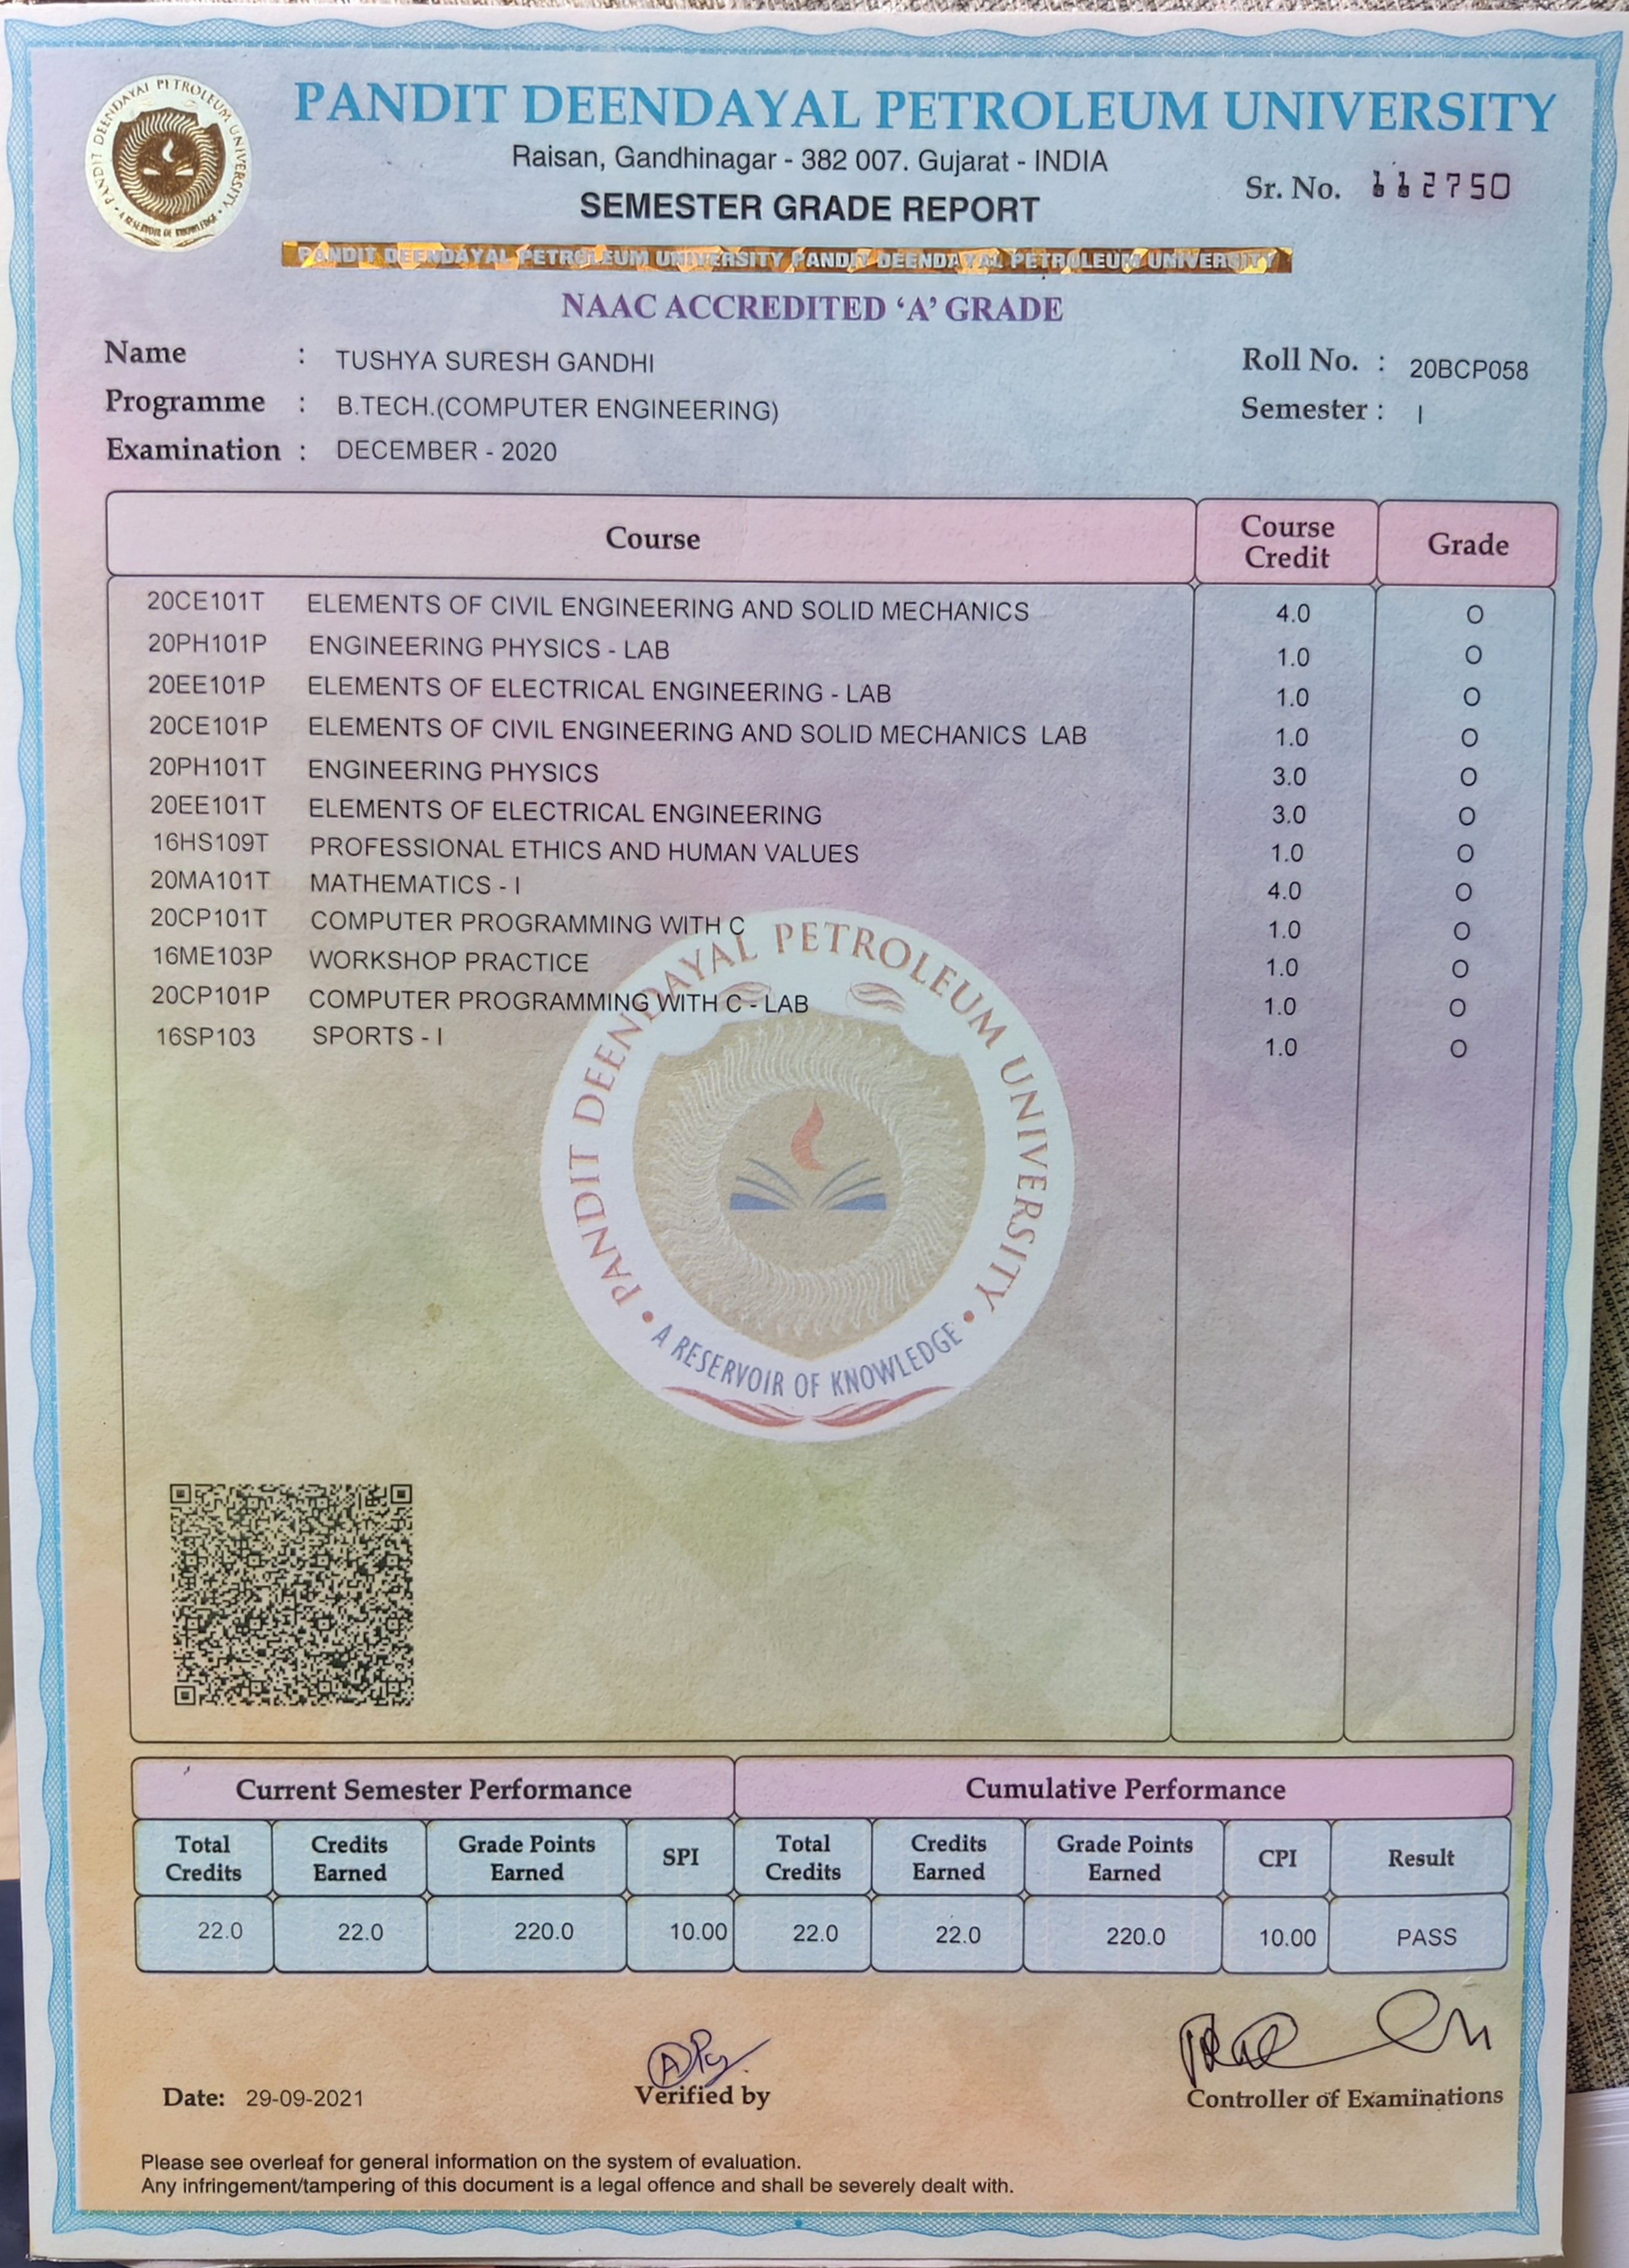 PANDIT DEENDAYAL PETROLEUM UNIVERSITY
PANDIT DEENDAYAL PETROLEUM UNIVERSITY
• A RESERVOIR OF KNOWLEDGE •
Raisan, Gandhinagar - 382 007. Gujarat - INDIA
Sr. No. 112750
SEMESTER GRADE REPORT
PANDIT DEENDAYAL PETROLEUM UNIVERSITY PANDIT DEENDAYAL PETROLEUM UNIVERSITY
NAAC ACCREDITED ‘A’ GRADE
Name : TUSHYA SURESH GANDHI Roll No. : 20BCP058
Programme : B.TECH.(COMPUTER ENGINEERING) Semester : I
Examination : DECEMBER - 2020
Course Course Credit Grade
20CE101T ELEMENTS OF CIVIL ENGINEERING AND SOLID MECHANICS 4.0 O
20PH101P ENGINEERING PHYSICS - LAB 1.0 O
20EE101P ELEMENTS OF ELECTRICAL ENGINEERING - LAB 1.0 O
20CE101P ELEMENTS OF CIVIL ENGINEERING AND SOLID MECHANICS LAB 1.0 O
20PH101T ENGINEERING PHYSICS 3.0 O
20EE101T ELEMENTS OF ELECTRICAL ENGINEERING 3.0 O
16HS109T PROFESSIONAL ETHICS AND HUMAN VALUES 1.0 O
20MA101T MATHEMATICS - I 4.0 O
20CP101T COMPUTER PROGRAMMING WITH C 1.0 O
16ME103P WORKSHOP PRACTICE 1.0 O
20CP101P COMPUTER PROGRAMMING WITH C - LAB 1.0 O
16SP103 SPORTS - I 1.0 O
PANDIT DEENDAYAL PETROLEUM UNIVERSITY
• A RESERVOIR OF KNOWLEDGE •
Current Semester Performance Cumulative Performance
Total Credits Credits Earned Grade Points Earned SPI Total Credits Credits Earned Grade Points Earned CPI Result
22.0 22.0 220.0 10.00 22.0 22.0 220.0 10.00 PASS
Date: 29-09-2021 Verified by Controller of Examinations
Please see overleaf for general information on the system of evaluation.
Any infringement/tampering of this document is a legal offence and shall be severely dealt with.